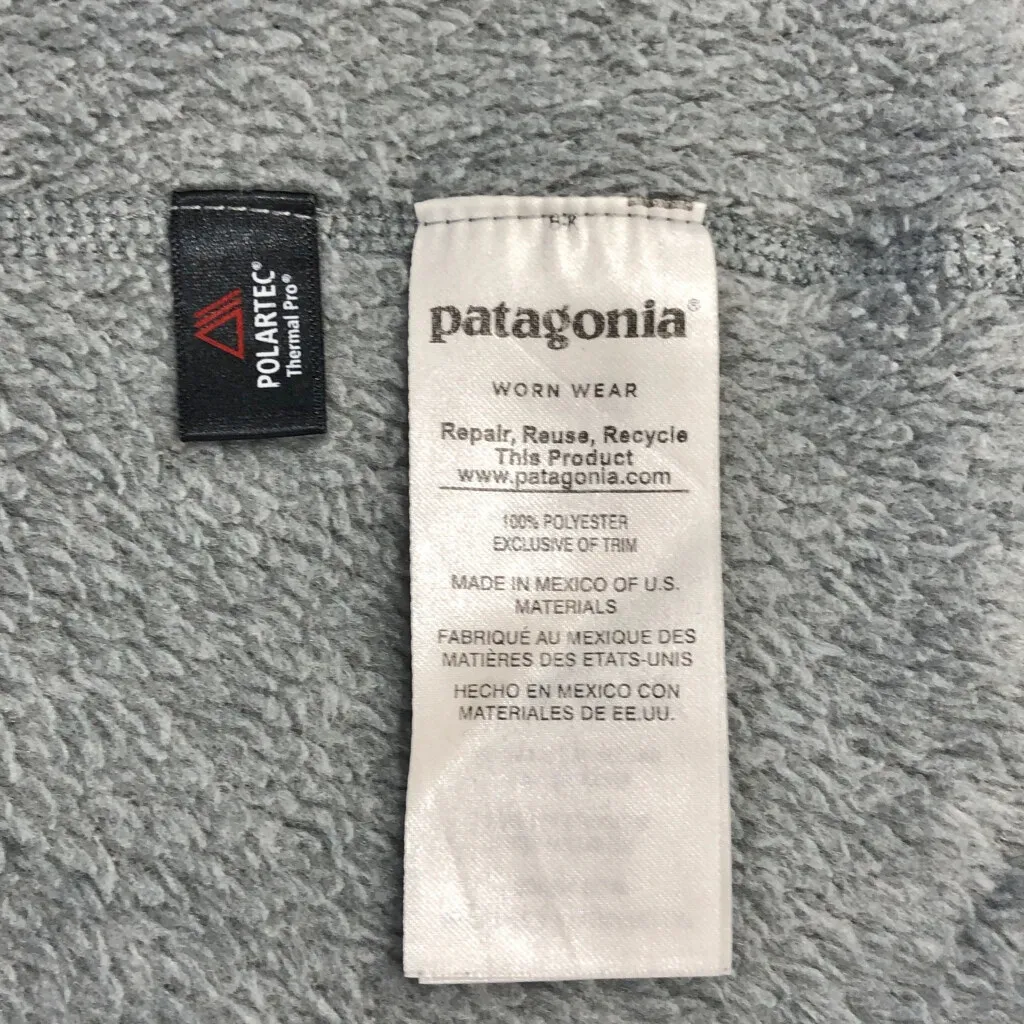 POLARTEC®
Thermal Pro®
patagonia®
WORN WEAR
Repair, Reuse, Recycle
This Product
www.patagonia.com
100% POLYESTER
EXCLUSIVE OF TRIM
MADE IN MEXICO OF U.S.
MATERIALS
FABRIQUÉ AU MEXIQUE DES
MATIÈRES DES ETATS-UNIS
HECHO EN MEXICO CON
MATERIALES DE EE.UU.